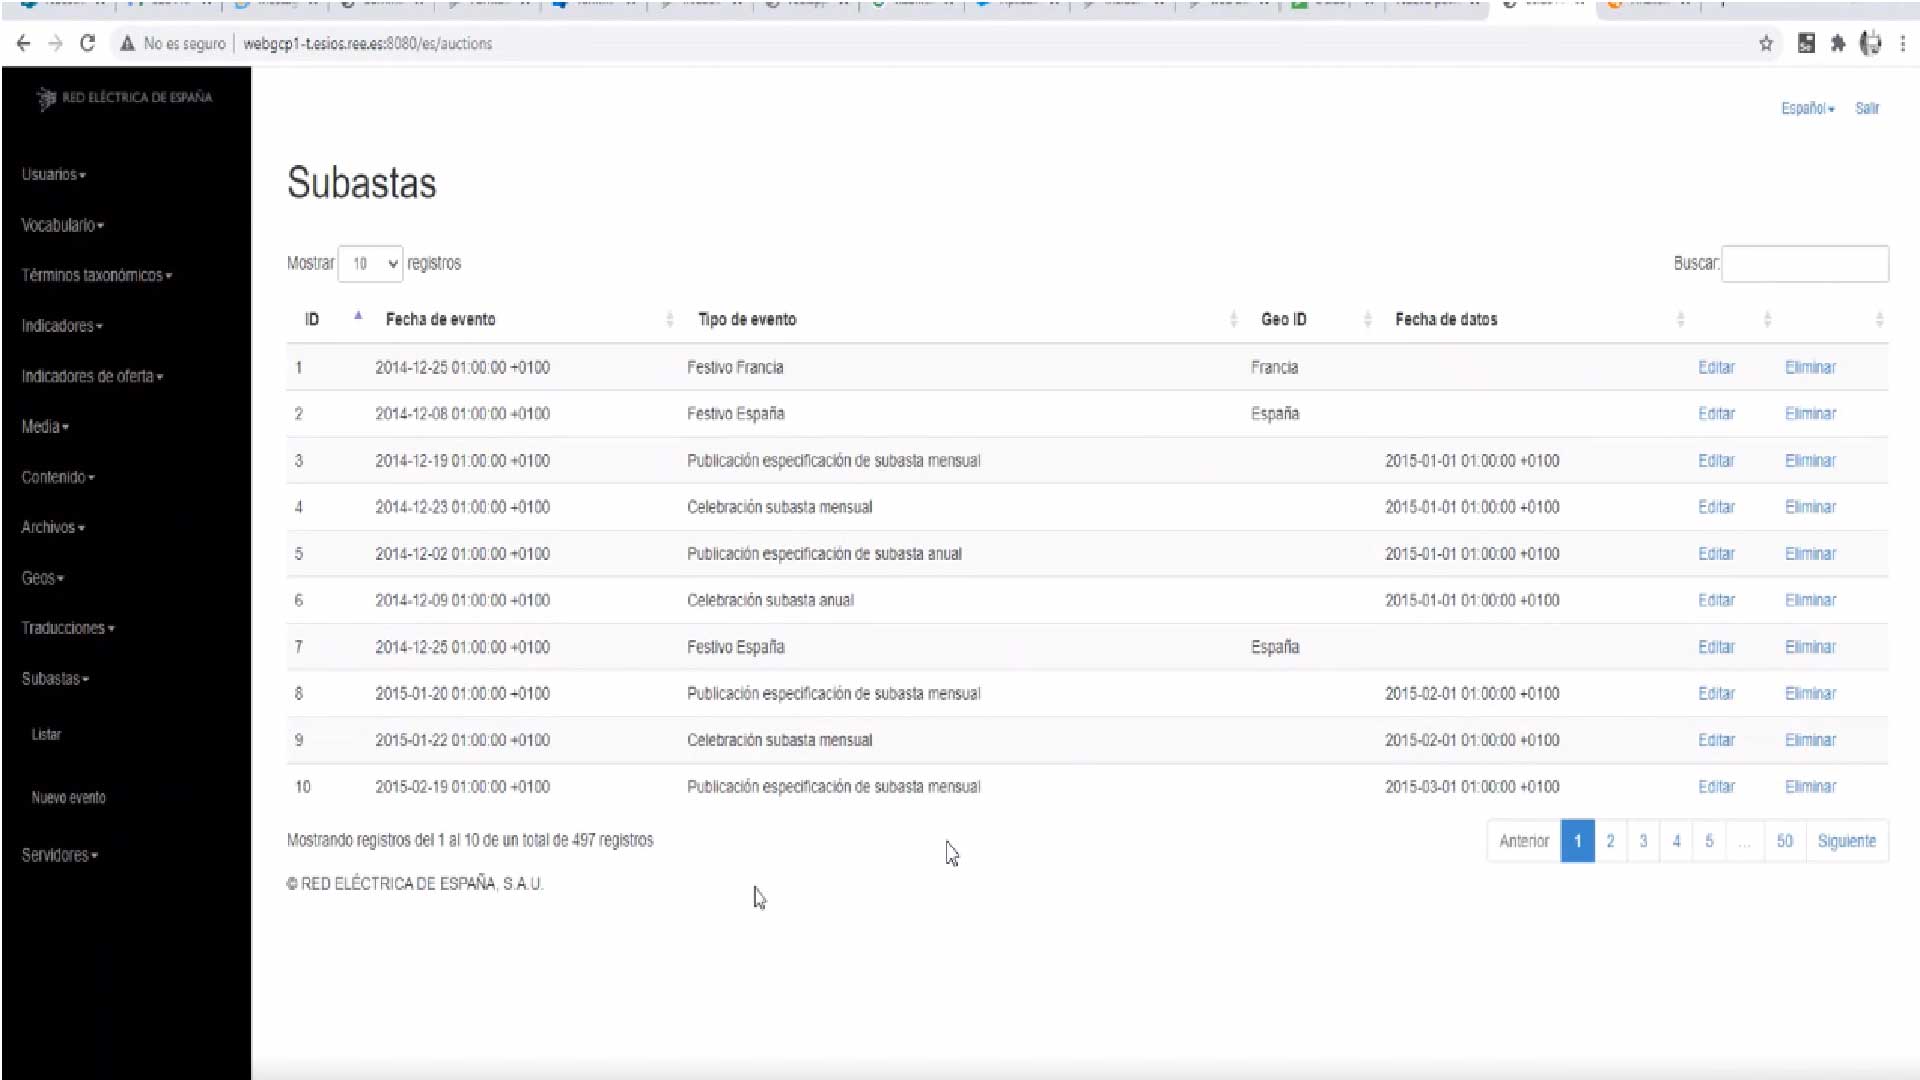 No es seguro webgcp1-t.esios.ree.es:8080/es/auctions
RED ELÉCTRICA DE ESPAÑA
Español Salir
Usuarios
Vocabulario
Términos taxonómicos
Indicadores
Indicadores de oferta
Media
Contenido
Archivos
Geos
Traducciones
Subastas
Listar
Nuevo evento
Servidores
Subastas
Mostrar 10 registros
Buscar:
ID Fecha de evento Tipo de evento Geo ID Fecha de datos
1 2014-12-25 01:00:00 +0100 Festivo Francia Francia Editar Eliminar
2 2014-12-08 01:00:00 +0100 Festivo España España Editar Eliminar
3 2014-12-19 01:00:00 +0100 Publicación especificación de subasta mensual 2015-01-01 01:00:00 +0100 Editar Eliminar
4 2014-12-23 01:00:00 +0100 Celebración subasta mensual 2015-01-01 01:00:00 +0100 Editar Eliminar
5 2014-12-02 01:00:00 +0100 Publicación especificación de subasta anual 2015-01-01 01:00:00 +0100 Editar Eliminar
6 2014-12-09 01:00:00 +0100 Celebración subasta anual 2015-01-01 01:00:00 +0100 Editar Eliminar
7 2014-12-25 01:00:00 +0100 Festivo España España Editar Eliminar
8 2015-01-20 01:00:00 +0100 Publicación especificación de subasta mensual 2015-02-01 01:00:00 +0100 Editar Eliminar
9 2015-01-22 01:00:00 +0100 Celebración subasta mensual 2015-02-01 01:00:00 +0100 Editar Eliminar
10 2015-02-19 01:00:00 +0100 Publicación especificación de subasta mensual 2015-03-01 01:00:00 +0100 Editar Eliminar
Mostrando registros del 1 al 10 de un total de 497 registros
Anterior 1 2 3 4 5 ... 50 Siguiente
© RED ELÉCTRICA DE ESPAÑA, S.A.U.